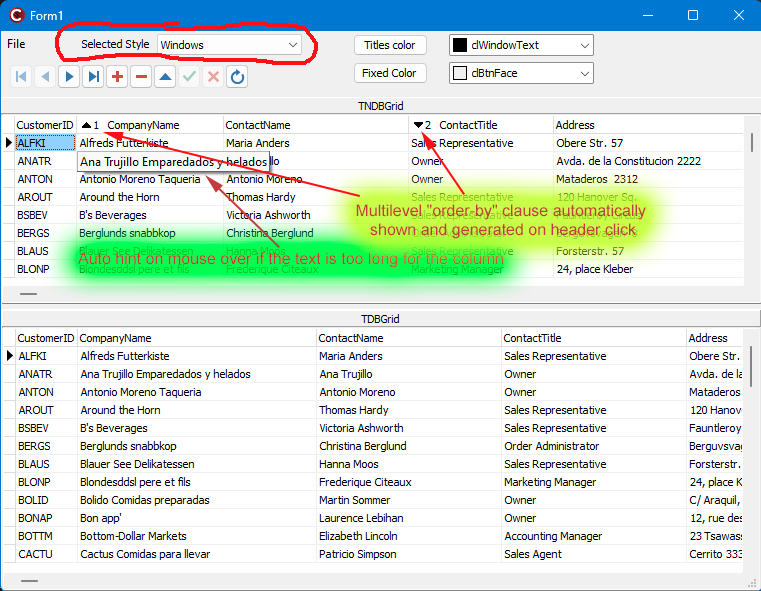 Form1
File Selected Style Windows Titles color clWindowText
Fixed Color clBtnFace
TNDBGrid
CustomerID 1 CompanyName ContactName 2 ContactTitle Address
ALFKI Alfreds Futterkiste Maria Anders Sales Representative Obere Str. 57
ANATR Ana Trujillo Emparedados y helados Owner Avda. de la Constitucion 2222
ANTON Antonio Moreno Taqueria Antonio Moreno Owner Mataderos 2312
AROUT Around the Horn Thomas Hardy Sales Representative 120 Hanover Sq.
BSBEV B's Beverages Victoria Ashworth
Multilevel "order-by" clause automatically
shown and generated on header click
BERGS Berglunds snabbkop Christina Berglund
BLAUS Blauer See Delikatessen Hanna Moos Sales Representative Forsterstr. 57
Auto hint on mouse over if the text is too long for the column
BLONP Blondesddsl pere et fils Frederique Citeaux Marketing Manager 24, place Kleber
TDBGrid
CustomerID CompanyName ContactName ContactTitle Address
ALFKI Alfreds Futterkiste Maria Anders Sales Representative Obere Str.
ANATR Ana Trujillo Emparedados y helados Ana Trujillo Owner Avda. de la
ANTON Antonio Moreno Taqueria Antonio Moreno Owner Mataderos
AROUT Around the Horn Thomas Hardy Sales Representative 120 Hanover
BSBEV B's Beverages Victoria Ashworth Sales Representative Fauntleroy
BERGS Berglunds snabbkop Christina Berglund Order Administrator Berguvsvag
BLAUS Blauer See Delikatessen Hanna Moos Sales Representative Forsterstr.
BLONP Blondesddsl pere et fils Frederique Citeaux Marketing Manager 24, place K
BOLID Bolido Comidas preparadas Martin Sommer Owner C/ Araquil,
BONAP Bon app' Laurence Lebihan Owner 12, rue des
BOTTM Bottom-Dollar Markets Elizabeth Lincoln Accounting Manager 23 Tsawass
CACTU Cactus Comidas para llevar Patricio Simpson Sales Agent Cerrito 333